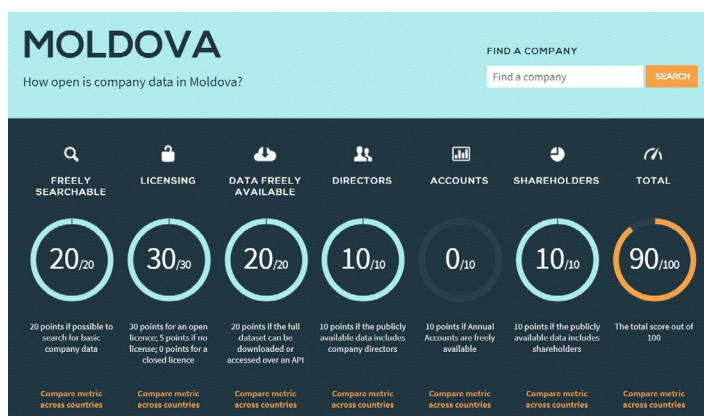 MOLDOVA
How open is company data in Moldova?
FIND A COMPANY
Find a company
SEARCH
FREELY
SEARCHABLE
20/20
20 points if possible to
search for basic
company data
Compare metric
across countries
LICENSING
30/30
30 points for an open
licence; 5 points if no
license; 0 points for a
closed licence
Compare metric
across countries
DATA FREELY
AVAILABLE
20/20
20 points if the full
dataset can be
downloaded or
accessed over an API
Compare metric
across countries
DIRECTORS
10/10
10 points if the publicly
available data includes
company directors
Compare metric
across countries
ACCOUNTS
0/10
10 points if Annual
Accounts are freely
available
Compare metric
across countries
SHAREHOLDERS
10/10
10 points if the publicly
available data includes
shareholders
Compare metric
across countries
TOTAL
90/100
The total score out of
100
Compare metric
across countries